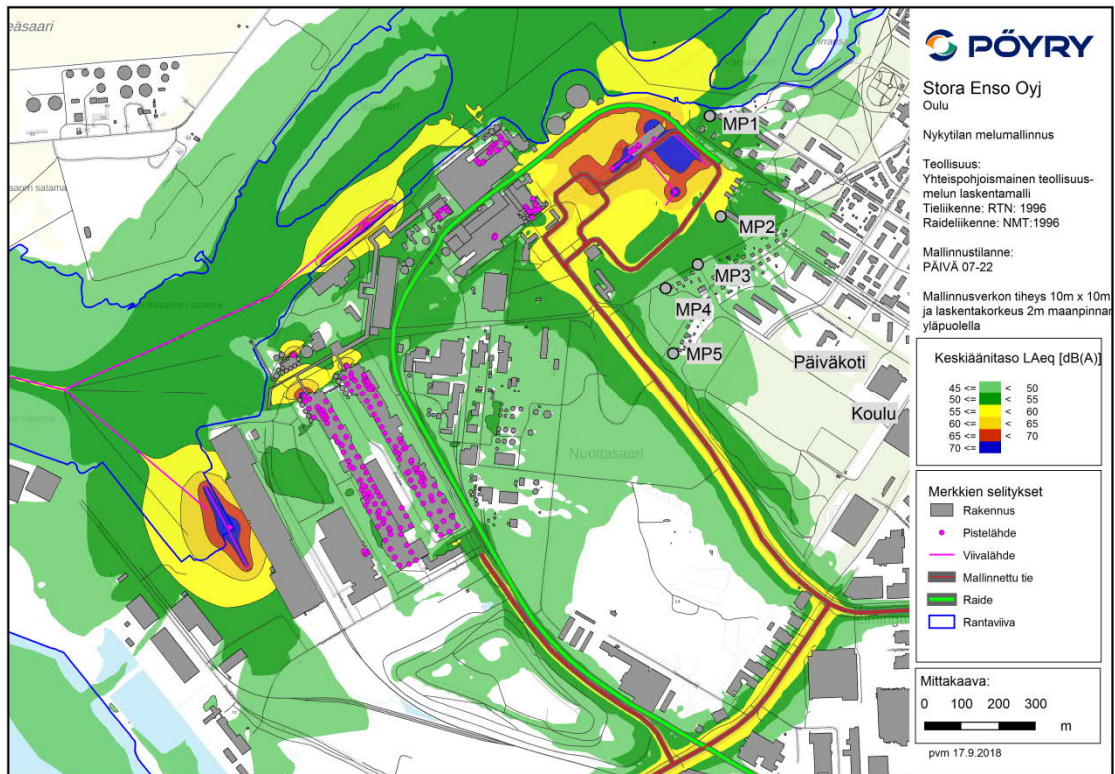 PÖYRY
Stora Enso Oyj
Oulu
Nykytilan melumallinnus
Teollisuus:
Yhteispohjoismainen teollisuus-
melun laskentamalli
Tieliikenne: RTN: 1996
Raideliikenne: NMT:1996
Mallinnustilanne:
PÄIVÄ 07-22
Mallinnusverkon tiheys 10m x 10m
ja laskentakorkeus 2m maanpinnan
yläpuolella
Keskiäänitaso LAeq [dB(A)]
45 <= < 50
50 <= < 55
55 <= < 60
60 <= < 65
65 <= < 70
70 <=
Merkkien selitykset
Rakennus
Pistelähde
Viivalähde
Mallinnettu tie
Raide
Rantaviiva
Mittakaava:
0 100 200 300
m
pvm 17.9.2018
MP1
MP2
MP3
MP4
MP5
Päiväkoti
Koulu
Nuottasaari